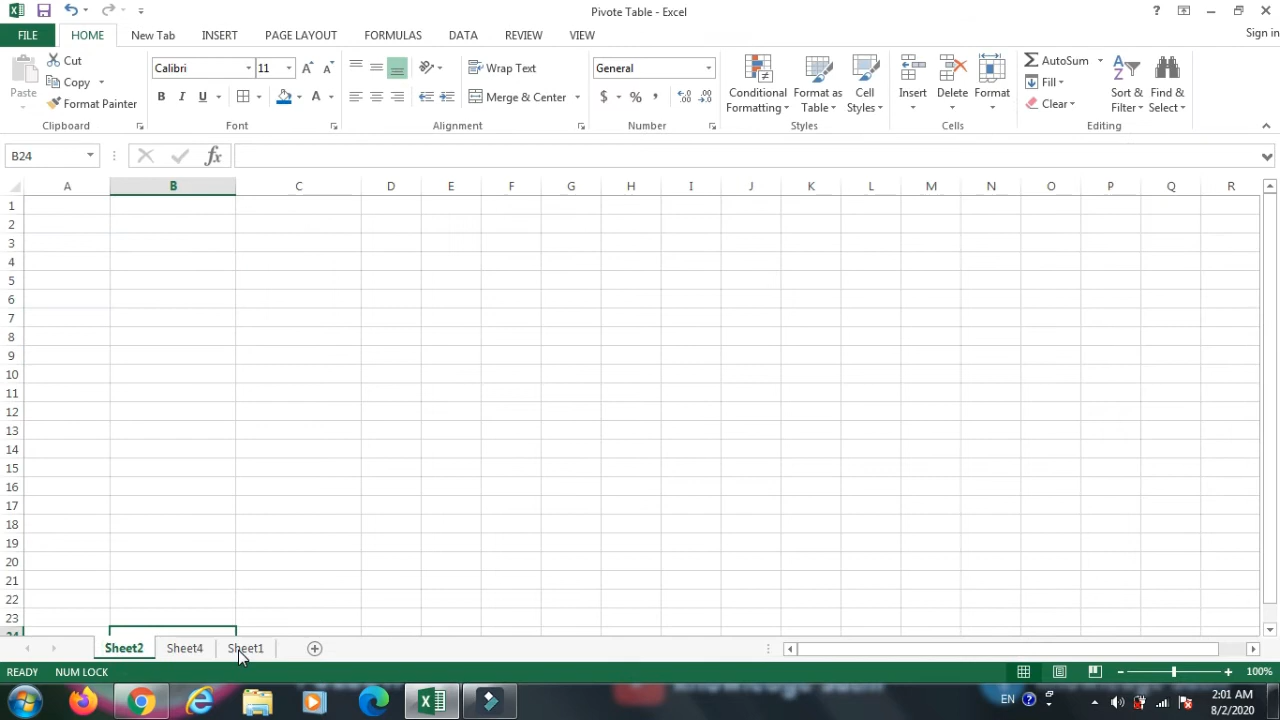 Pivote Table - Excel
?
Sign in
FILE HOME New Tab INSERT PAGE LAYOUT FORMULAS DATA REVIEW VIEW
Paste
Cut
Copy
Format Painter
Clipboard
Calibri 11
B I U A
Font
Wrap Text
Merge & Center
Alignment
General
$ % ,
Number
Conditional Formatting
Format as Table
Cell Styles
Styles
Insert
Delete
Format
Cells
AutoSum
Fill
Clear
Sort & Filter
Find & Select
Editing
B24
fx
A B C D E F G H I J K L M N O P Q R
1
2
3
4
5
6
7
8
9
10
11
12
13
14
15
16
17
18
19
20
21
22
23
24
Sheet2 Sheet4 Sheet1
READY NUM LOCK 100%
EN 2:01 AM
8/2/2020